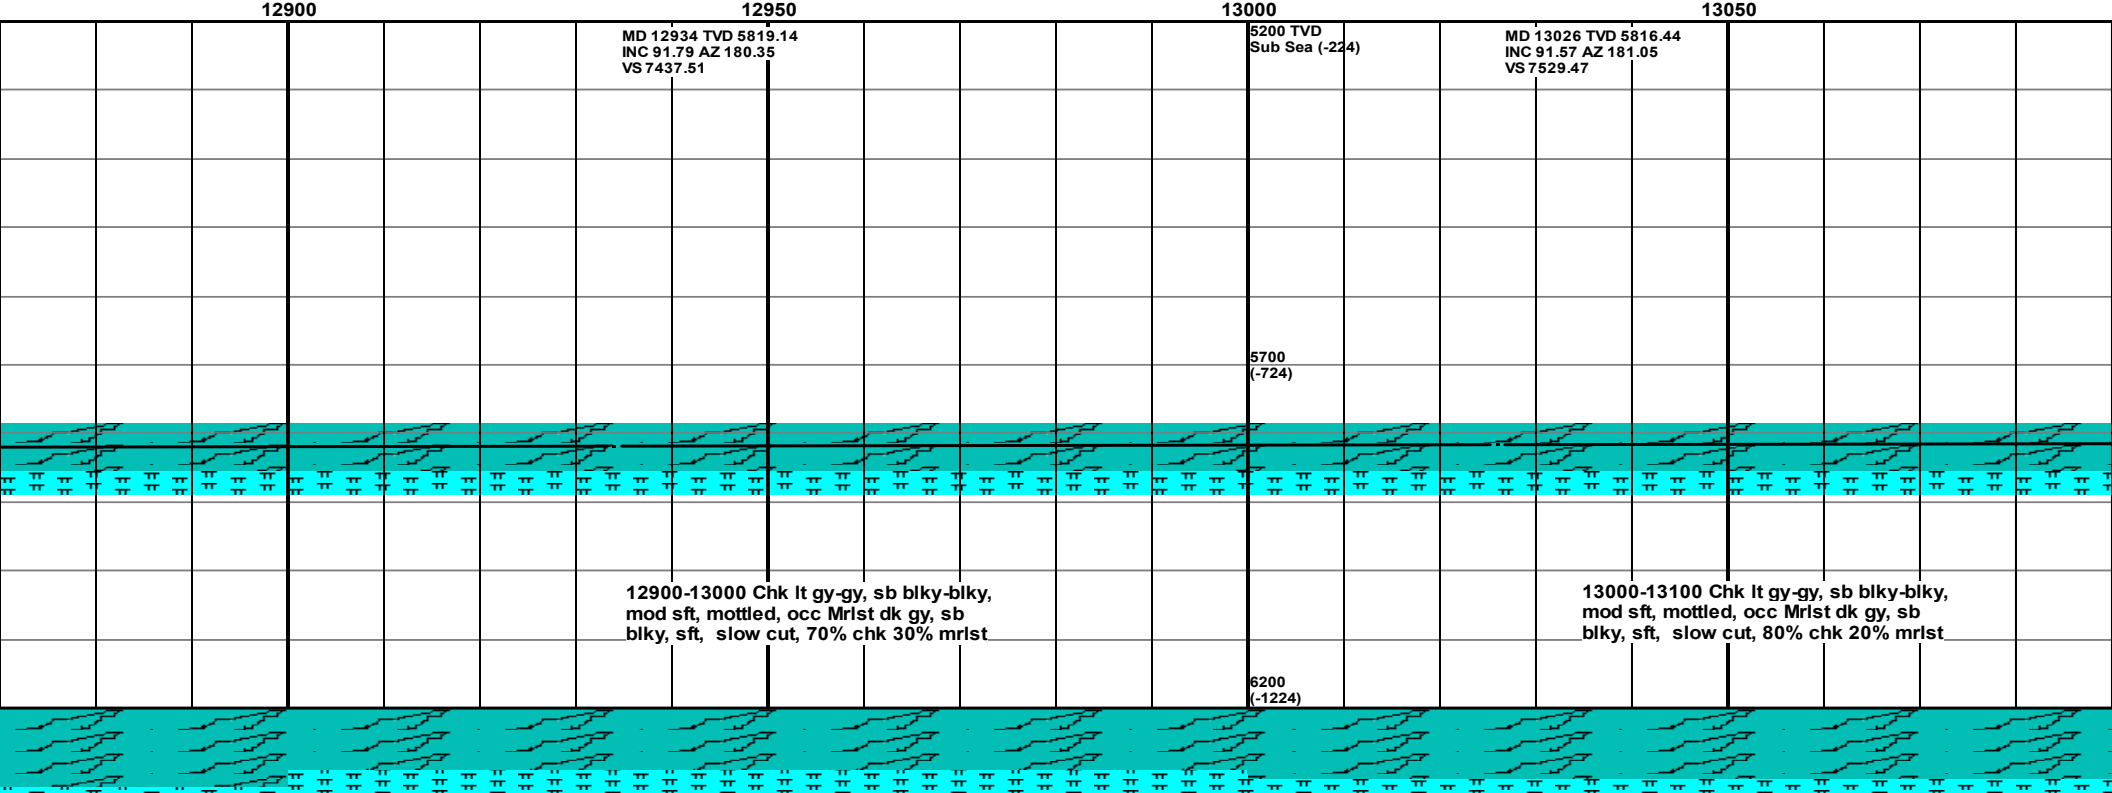 12900 12950 13000 13050
MD 12934 TVD 5819.14
INC 91.79 AZ 180.35
VS 7437.51
5200 TVD
Sub Sea (-224)
MD 13026 TVD 5816.44
INC 91.57 AZ 181.05
VS 7529.47
5700
(-724)
12900-13000 Chk lt gy-gy, sb blky-blky,
mod sft, mottled, occ Mrlst dk gy, sb
blky, sft, slow cut, 70% chk 30% mrlst
13000-13100 Chk lt gy-gy, sb blky-blky,
mod sft, mottled, occ Mrlst dk gy, sb
blky, sft, slow cut, 80% chk 20% mrlst
6200
(-1224)